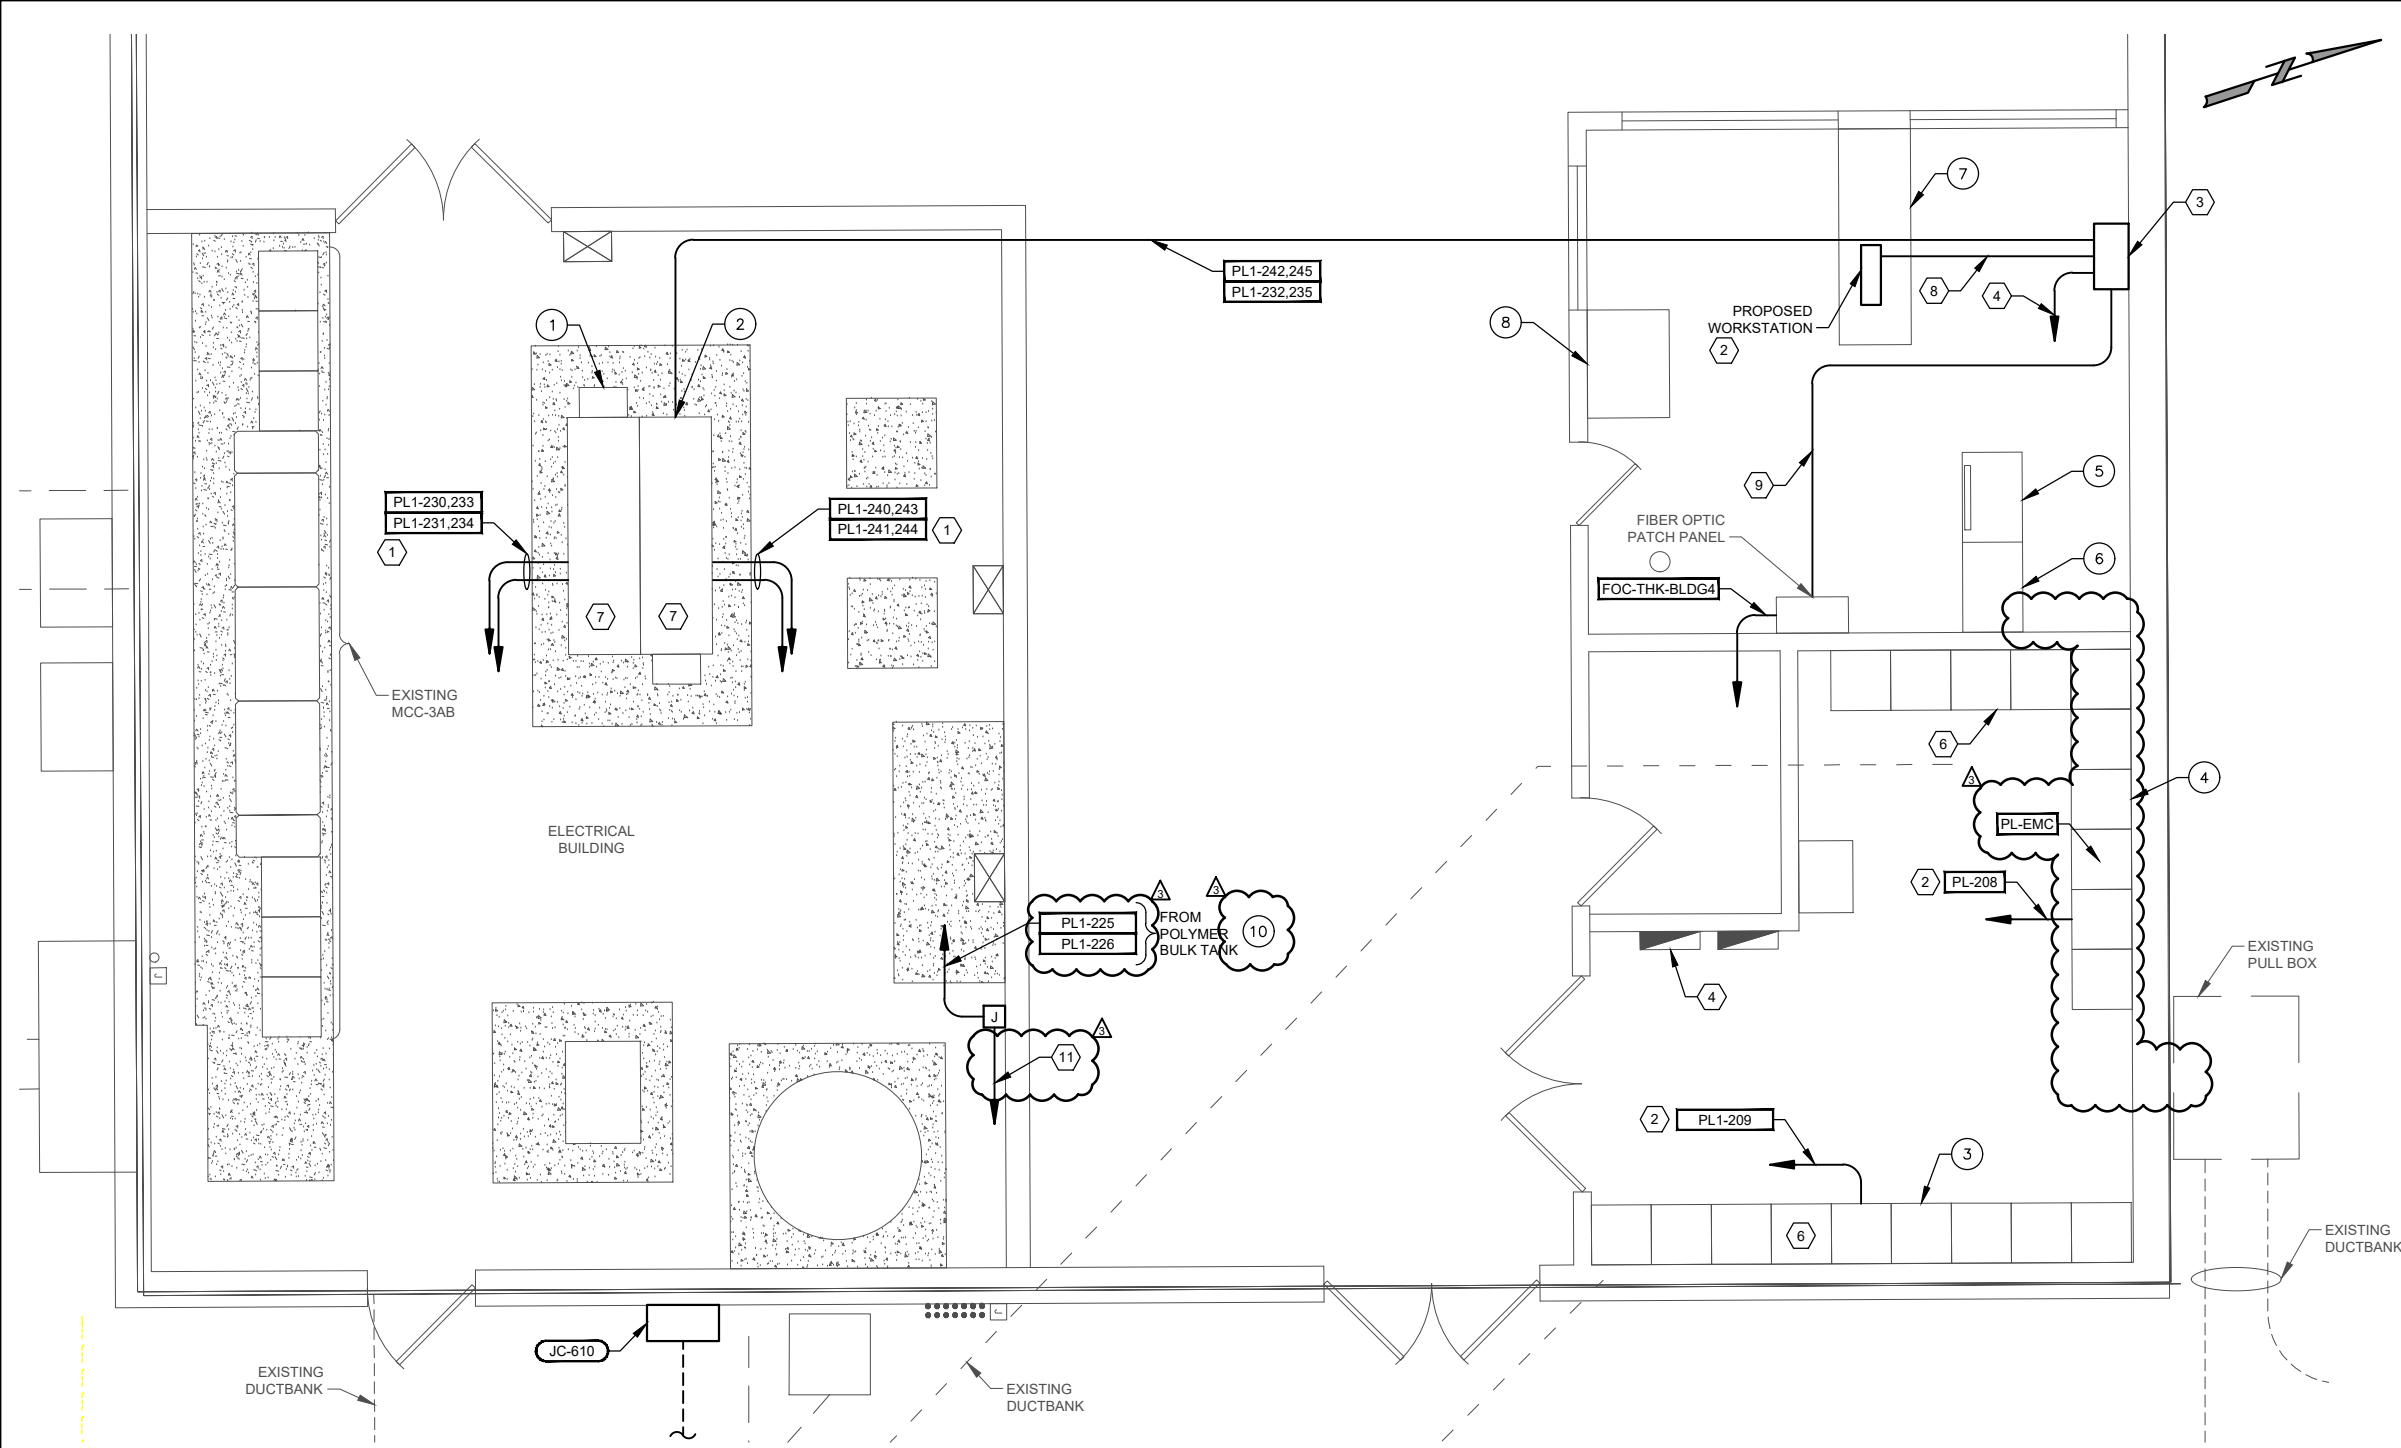 Z
3
7
PL1-242,245
PL1-232,235
8
4
1
2
8
PROPOSED
WORKSTATION
2
5
9
PL1-230,233
PL1-231,234
1
PL1-240,243
PL1-241,244
1
FIBER OPTIC
PATCH PANEL
6
FOC-THK-BLDG4
7
7
EXISTING
MCC-3AB
6
3
4
PL-EMC
ELECTRICAL
BUILDING
2
PL-208
3
3
PL1-225
PL1-226
FROM
POLYMER
BULK TANK
10
EXISTING
PULL BOX
J
4
J
3
11
2
PL1-209
3
6
EXISTING
DUCTBANK
J
JC-610
EXISTING
DUCTBANK
EXISTING
DUCTBANK